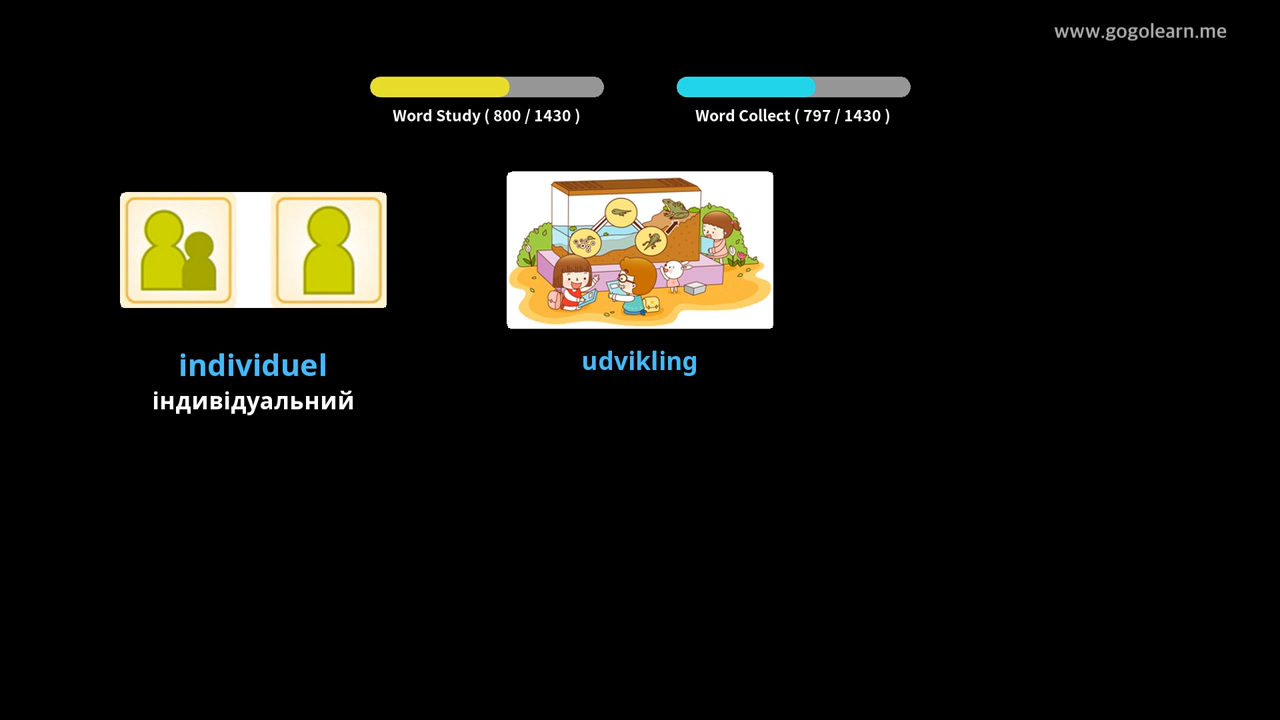 www.gogolearn.me
Word Study ( 800 / 1430 )
Word Collect ( 797 / 1430 )
individuel
індивідуальний
udvikling